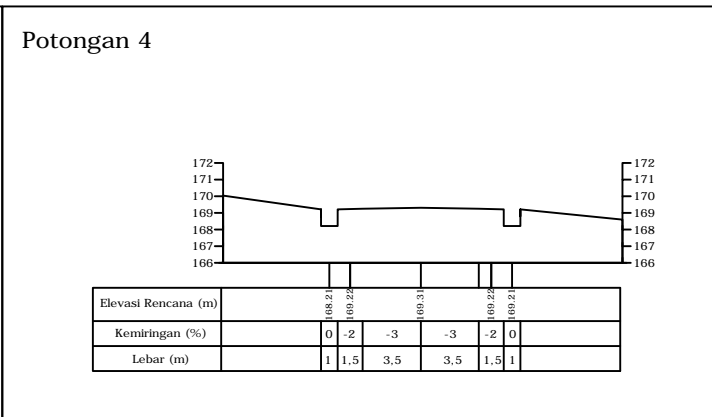 Potongan 4
172 172
171 171
170 170
169 169
168 168
167 167
166 166
Elevasi Rencana (m) 168.21 169.22 169.31 169.22 169.21
Kemiringan (%) 0 -2 -3 -3 -2 0
Lebar (m) 1 1,5 3,5 3,5 1,5 1